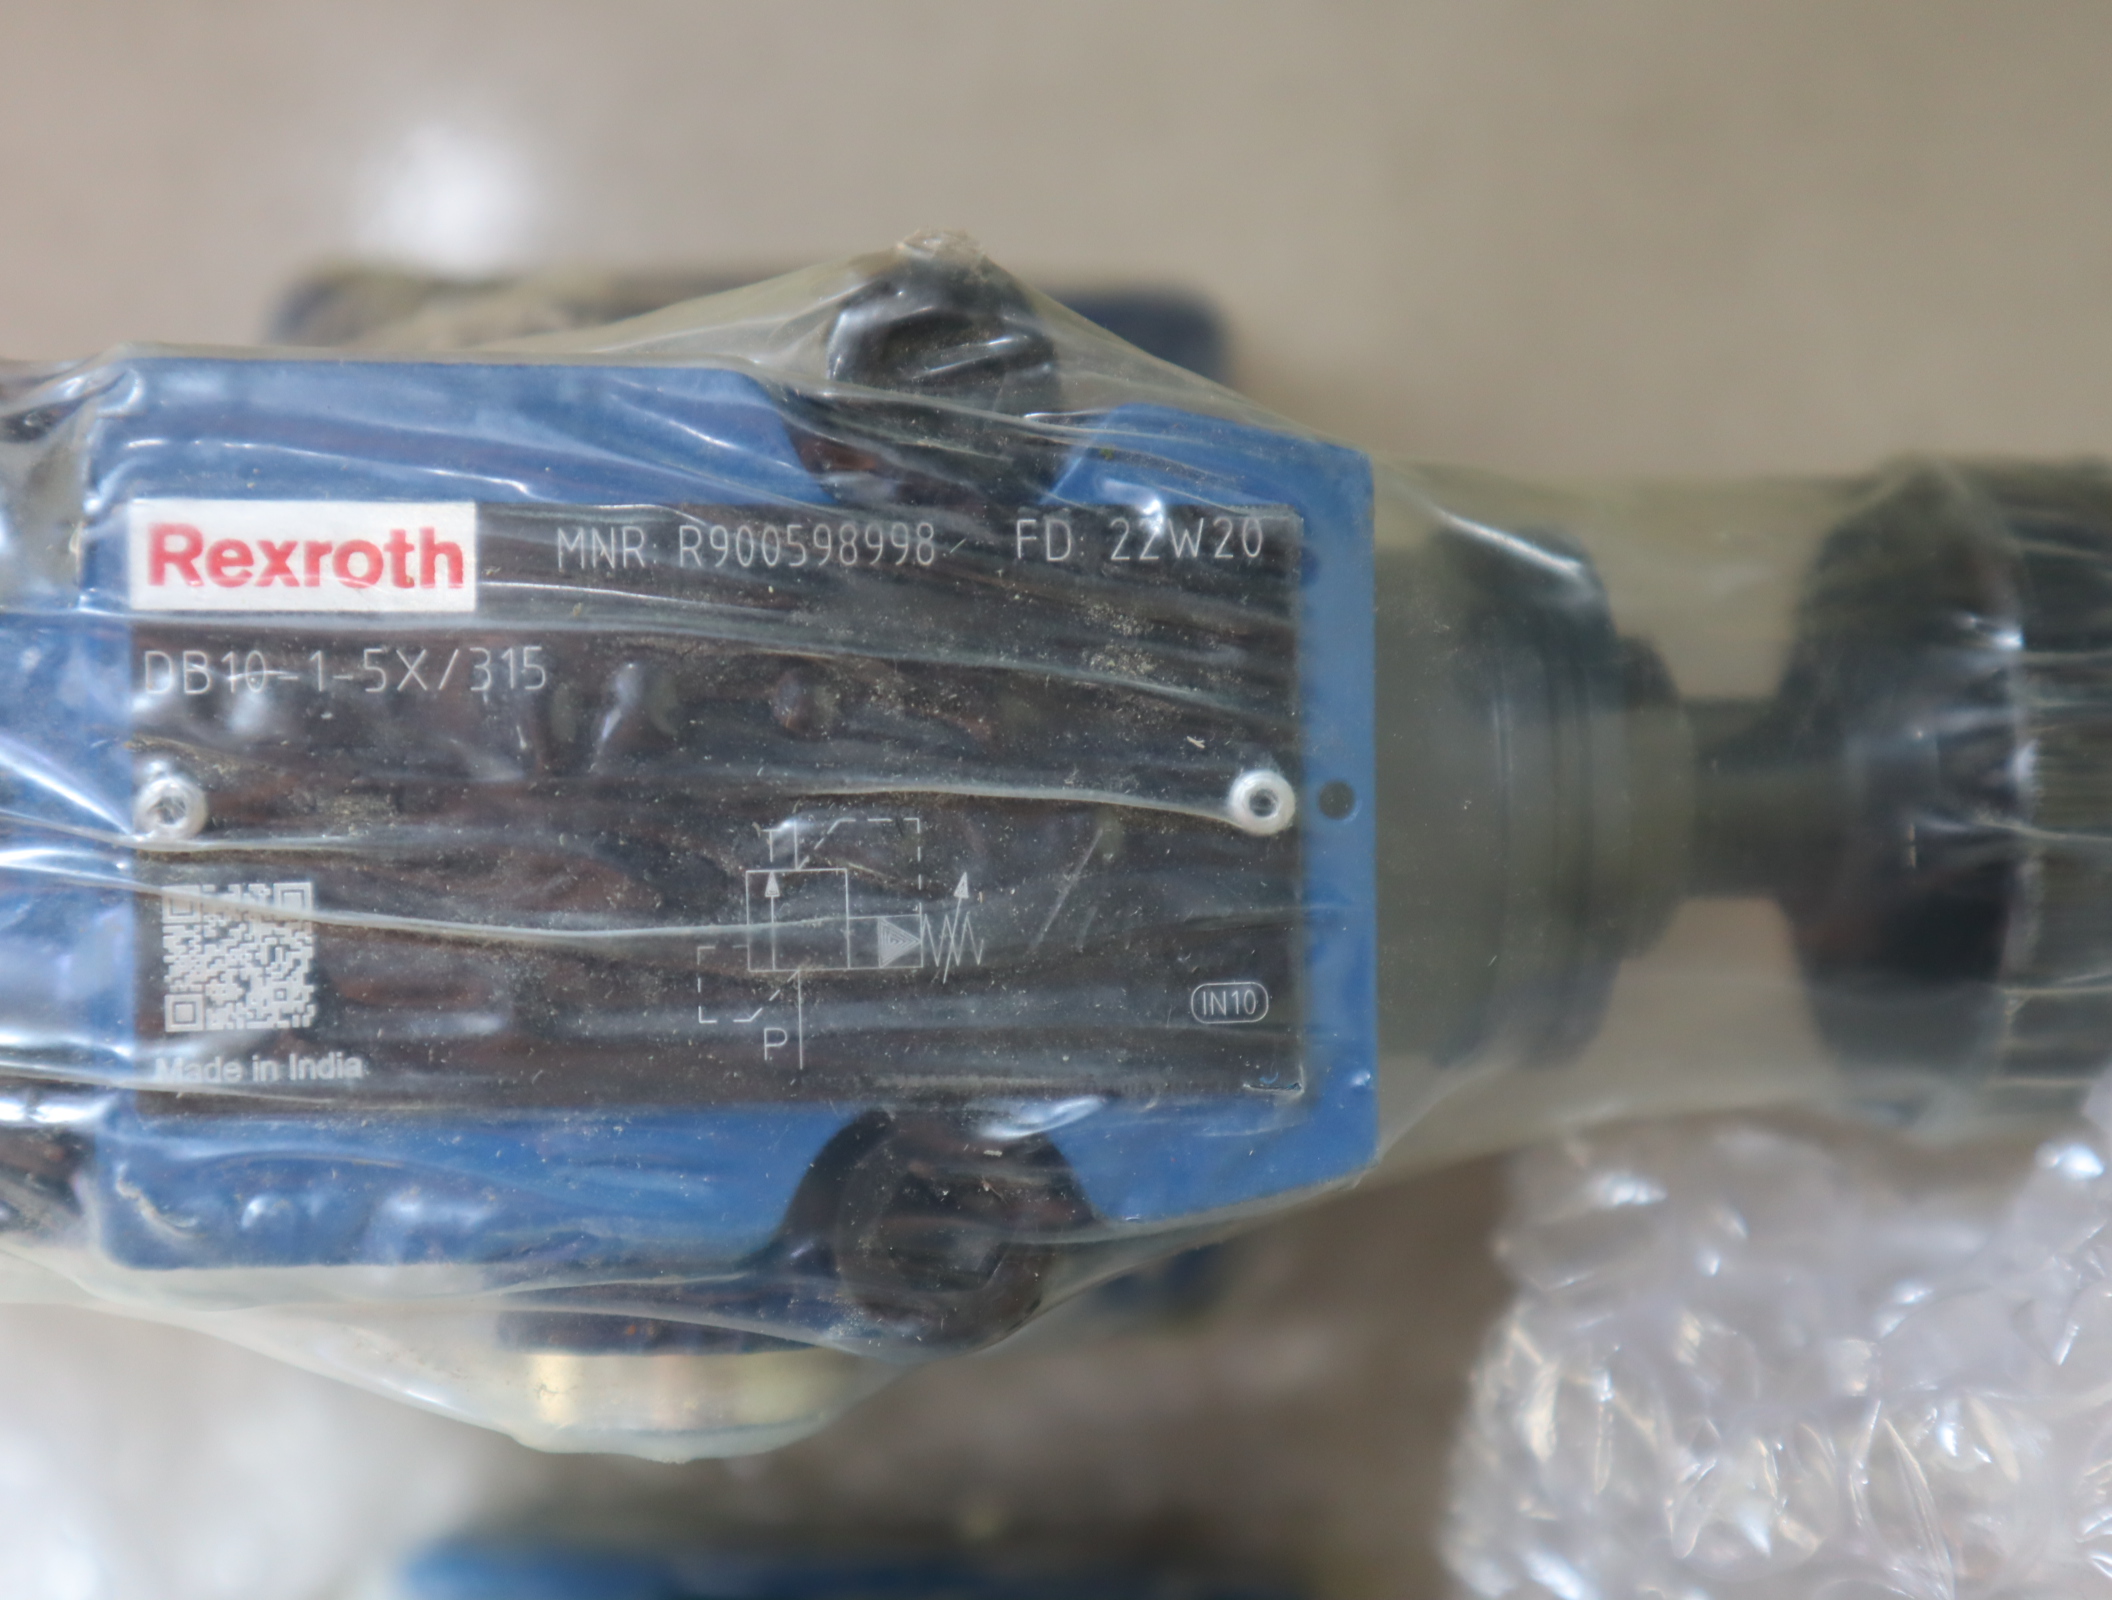 Rexroth
MNR: R900598998 FD: 22W20
DB10-1-5X/315
T
P
IN10
Made in India